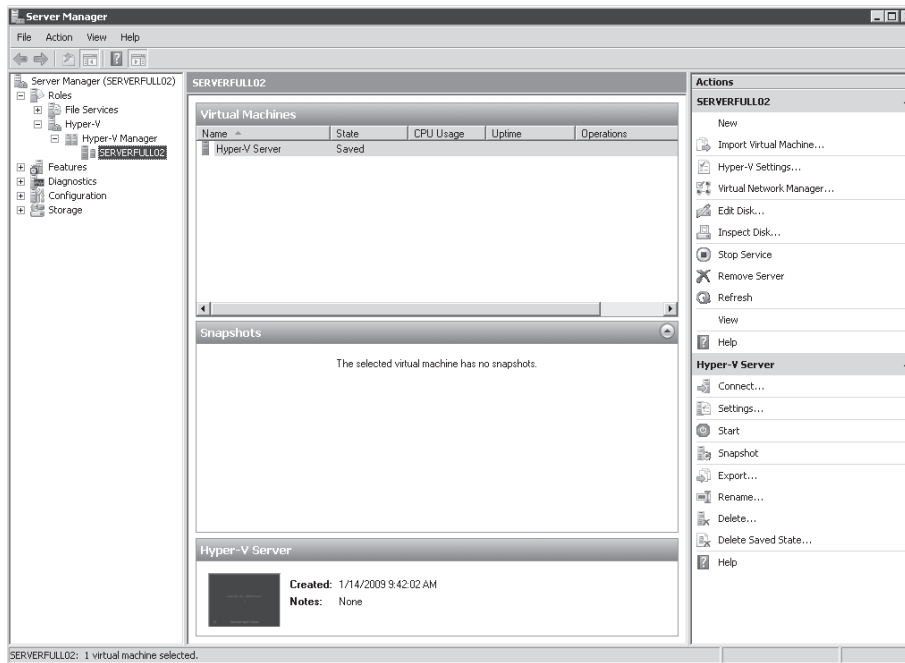 Server Manager
File Action View Help
Server Manager (SERVERFULL02)
Roles
File Services
Hyper-V
Hyper-V Manager
SERVERFULL02
Features
Diagnostics
Configuration
Storage
SERVERFULL02
Virtual Machines
Name State CPU Usage Uptime Operations
Hyper-V Server Saved
Snapshots
The selected virtual machine has no snapshots.
Hyper-V Server
Created: 1/14/2009 9:42:02 AM
Notes: None
Actions
SERVERFULL02
New
Import Virtual Machine...
Hyper-V Settings...
Virtual Network Manager...
Edit Disk...
Inspect Disk...
Stop Service
Remove Server
Refresh
View
Help
Hyper-V Server
Connect...
Settings...
Start
Snapshot
Export...
Rename...
Delete...
Delete Saved State...
Help
SERVERFULL02: 1 virtual machine selected.